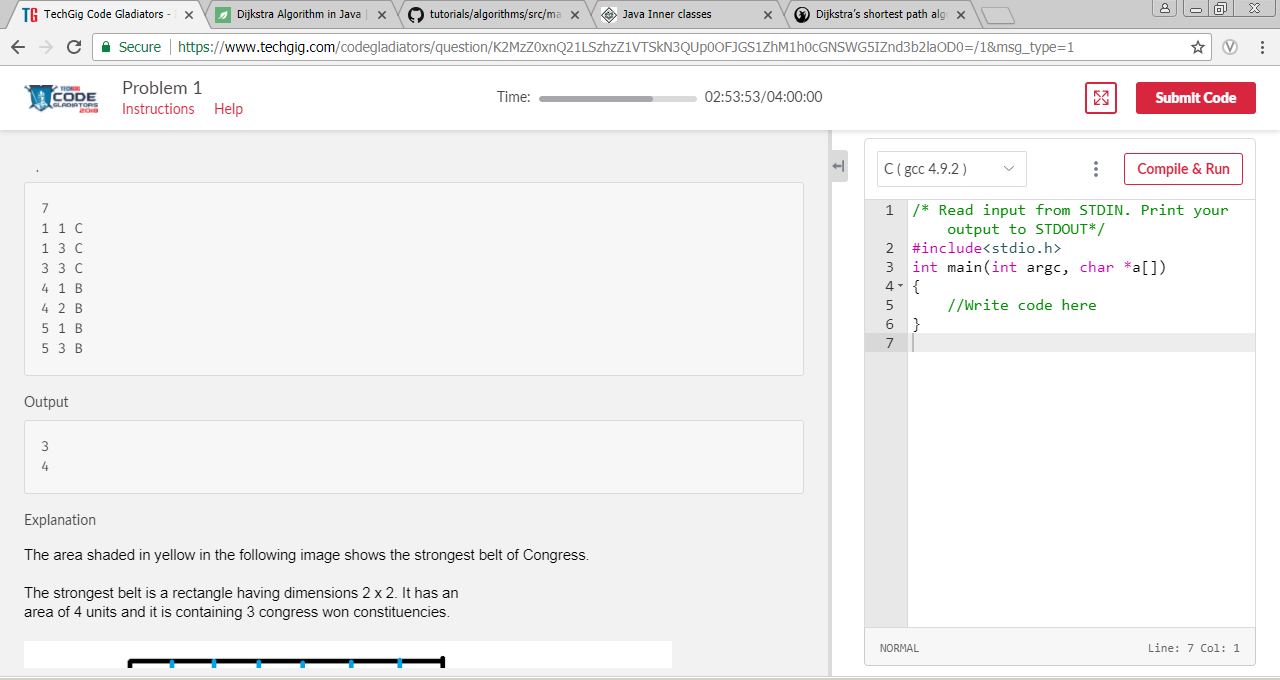 TechGig Code Gladiators -
Dijkstra Algorithm in Java |
tutorials/algorithms/src/ma
Java Inner classes
Dijkstra's shortest path alg
Secure
https://www.techgig.com/codegladiators/question/K2MzZ0xnQ21LSzhzZ1VTSkN3QUp0OFJGS1ZhM1h0cGNSWG5IZnd3b2laOD0=/1&msg_type=1
TECHGIG
CODE
GLADIATORS
2018
Problem 1
Instructions Help
Time: 02:53:53/04:00:00
Submit Code
.
7
1 1 C
1 3 C
3 3 C
4 1 B
4 2 B
5 1 B
5 3 B
Output
3
4
Explanation
The area shaded in yellow in the following image shows the strongest belt of Congress.
The strongest belt is a rectangle having dimensions 2 x 2. It has an
area of 4 units and it is containing 3 congress won constituencies.
C ( gcc 4.9.2 )
Compile & Run
1 /* Read input from STDIN. Print your
output to STDOUT*/
2 #include<stdio.h>
3 int main(int argc, char *a[])
4 {
5 //Write code here
6 }
7
NORMAL Line: 7 Col: 1